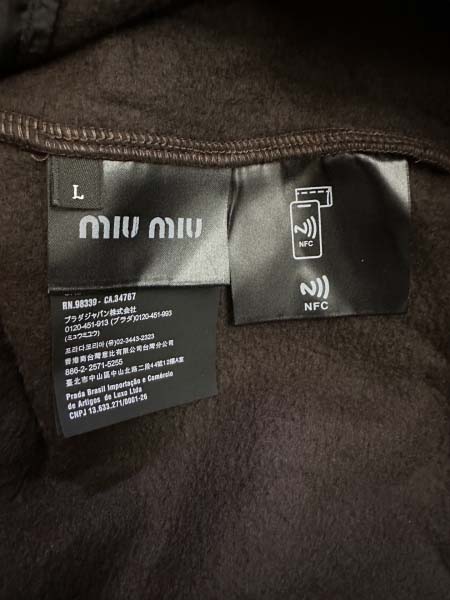 L
miu miu
NFC
NFC
RN.98339 - CA.34767
プラダジャパン株式会社
0120-451-913 (プラダ) 0120-451-993
(ミュウミュウ)
프라다코리아(유) 02-3443-2323
香港商台灣意比有限公司台灣分公司
886-2-2571-5255
臺北市中山區中山北路二段44號12樓A室
Prada Brasil Importação e Comércio
de Artigos de Luxo Ltda
CNPJ 13.633.271/0001-26